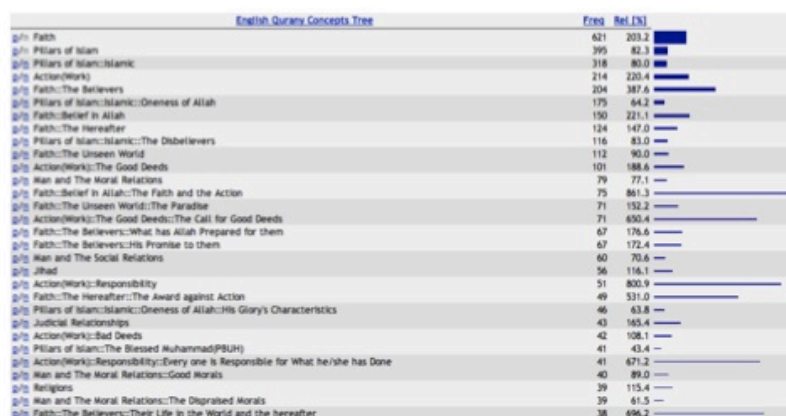 English Qurany Concepts Tree Freq Rel [%]
p/n Faith 621 203.2
p/n Pillars of Islam 395 82.3
p/n Pillars of Islam::Islamic 318 80.0
p/n Action(Work) 214 220.4
p/n Faith::The Believers 204 387.6
p/n Pillars of Islam::Islamic::Oneness of Allah 175 64.2
p/n Faith::Belief in Allah 150 221.1
p/n Faith::The Hereafter 124 147.0
p/n Pillars of Islam::Islamic::The Disbelievers 116 83.0
p/n Faith::The Unseen World 112 90.0
p/n Action(Work)::The Good Deeds 101 188.6
p/n Man and The Moral Relations 79 77.1
p/n Faith::Belief in Allah::The Faith and the Action 75 861.3
p/n Faith::The Unseen World::The Paradise 71 152.2
p/n Action(Work)::The Good Deeds::The Call for Good Deeds 71 650.4
p/n Faith::The Believers::What has Allah Prepared for them 67 176.6
p/n Faith::The Believers::His Promise to them 67 172.4
p/n Man and The Social Relations 60 70.6
p/n Jihad 56 116.1
p/n Action(Work)::Responsibility 51 800.9
p/n Faith::The Hereafter::The Award against Action 49 531.0
p/n Pillars of Islam::Islamic::Oneness of Allah::His Glory's Characteristics 46 63.8
p/n Judicial Relationships 43 165.4
p/n Action(Work)::Bad Deeds 42 108.1
p/n Pillars of Islam::The Blessed Muhammad(PBUH) 41 43.4
p/n Action(Work)::Responsibility::Every one is Responsible for What he/she has Done 41 671.2
p/n Man and The Moral Relations::Good Morals 40 89.0
p/n Religions 39 115.4
p/n Man and The Moral Relations::The Dispraised Morals 39 61.5
p/n Faith::The Believers::Their Life in the World and the hereafter 38 696.2